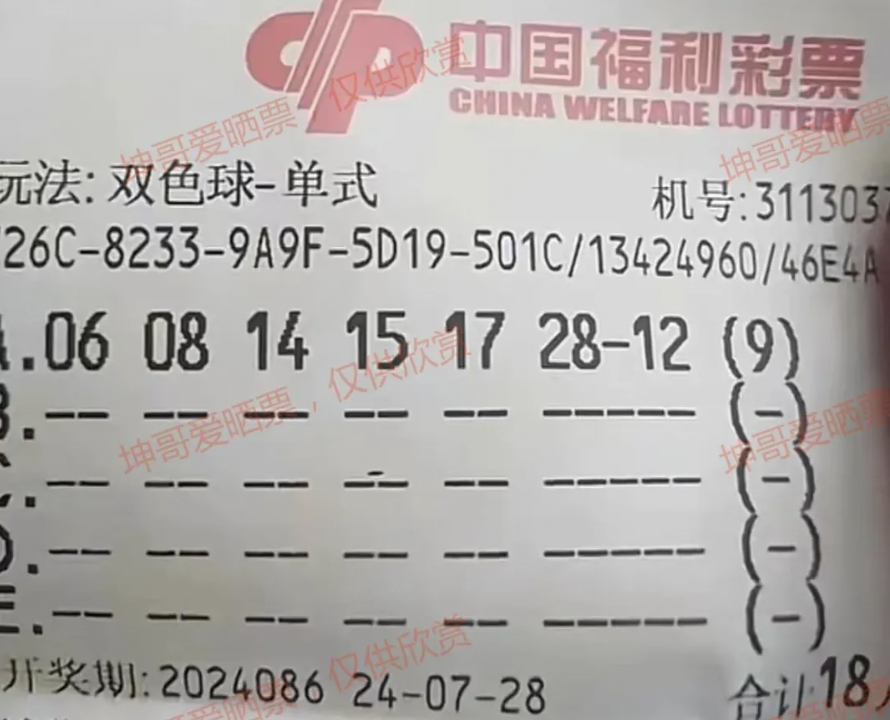 中国福利彩票
CHINA WELFARE LOTTERY
玩法:双色球-单式
机号:3113037
26C-8233-9A9F-5D19-501C/13424960/46E4A
A.06 08 14 15 17 28-12 (9)
B.-- -- -- -- -- ----- (-)
C.-- -- -- -- -- ----- (-)
D.-- -- -- -- -- ----- (-)
E.-- -- -- -- -- ----- (-)
开奖期:2024086 24-07-28
合计18
坤哥爱晒票,仅供欣赏
坤哥爱晒票
坤哥爱晒票,仅供欣赏
坤哥爱晒票
仅供欣赏